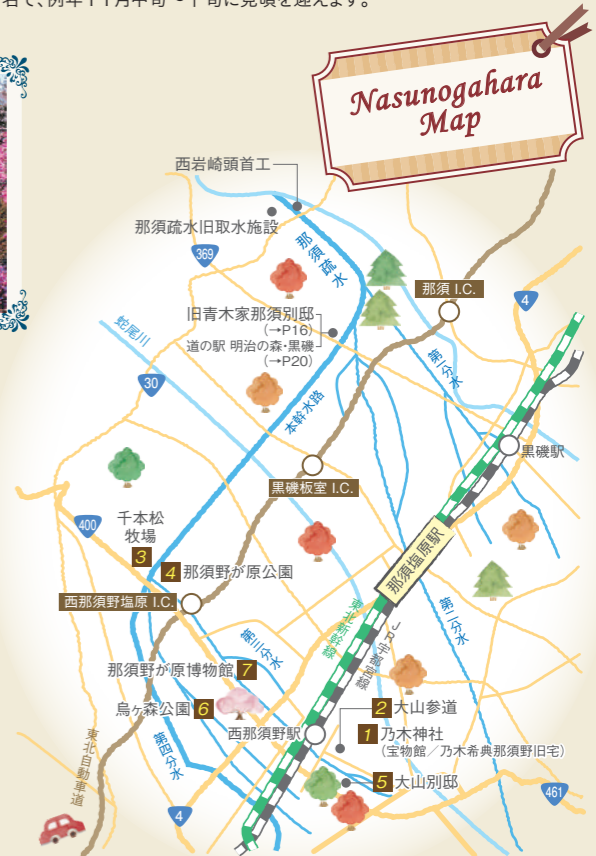 名で、例年11月中旬～下旬に見頃を迎えます。
Nasunogahara
Map
西岩崎頭首工
那須疏水旧取水施設
那須疏水
369
那須 I.C.
4
旧青木家那須別邸
(→P16)
道の駅 明治の森・黒磯
(→P20)
蛇尾川
30
第一分水
本幹水路
黒磯駅
黒磯板室 I.C.
400
千本松
牧場
3
4 那須野が原公園
那須塩原駅
西那須野塩原 I.C.
東北新幹線
JR宇都宮線
第二分水
第三分水
那須野が原博物館 7
烏ヶ森公園 6
西那須野駅
2 大山参道
1 乃木神社
(宝物館／乃木希典那須野旧宅)
第四分水
東北自動車道
5 大山別邸
4
461